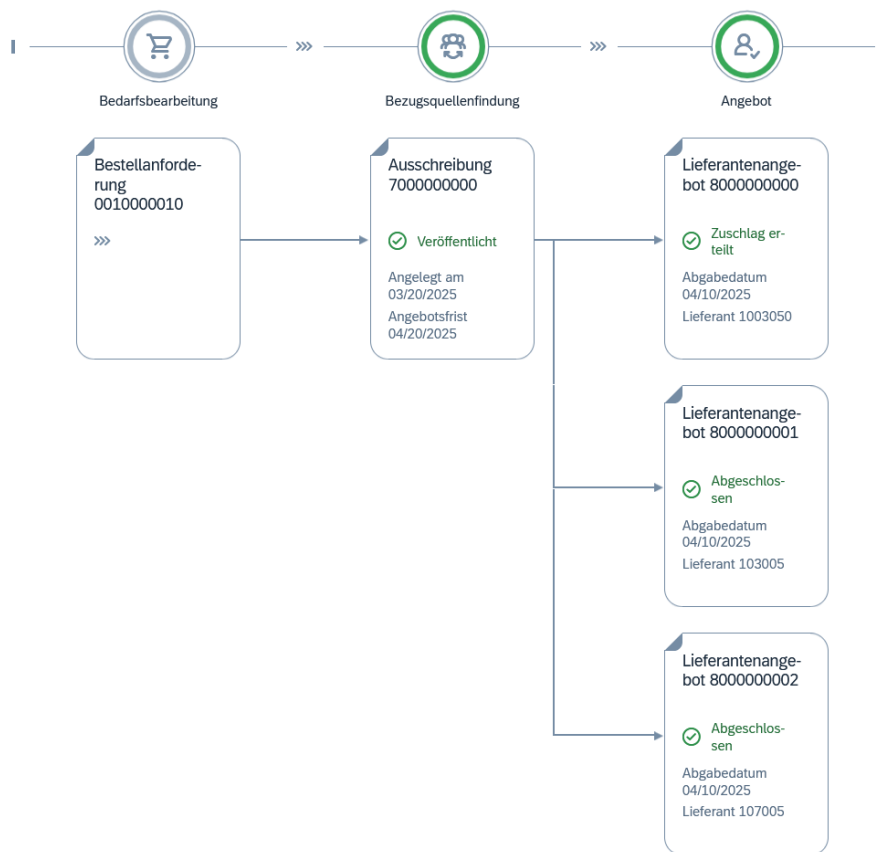 Bedarfsbearbeitung
Bezugsquellenfindung
Angebot
Bestellanforde-
rung
0010000010
Ausschreibung
7000000000
Veröffentlicht
Angelegt am
03/20/2025
Angebotsfrist
04/20/2025
Lieferantenange-
bot 8000000000
Zuschlag er-
teilt
Abgabedatum
04/10/2025
Lieferant 1003050
Lieferantenange-
bot 8000000001
Abgeschlos-
sen
Abgabedatum
04/10/2025
Lieferant 103005
Lieferantenange-
bot 8000000002
Abgeschlos-
sen
Abgabedatum
04/10/2025
Lieferant 107005